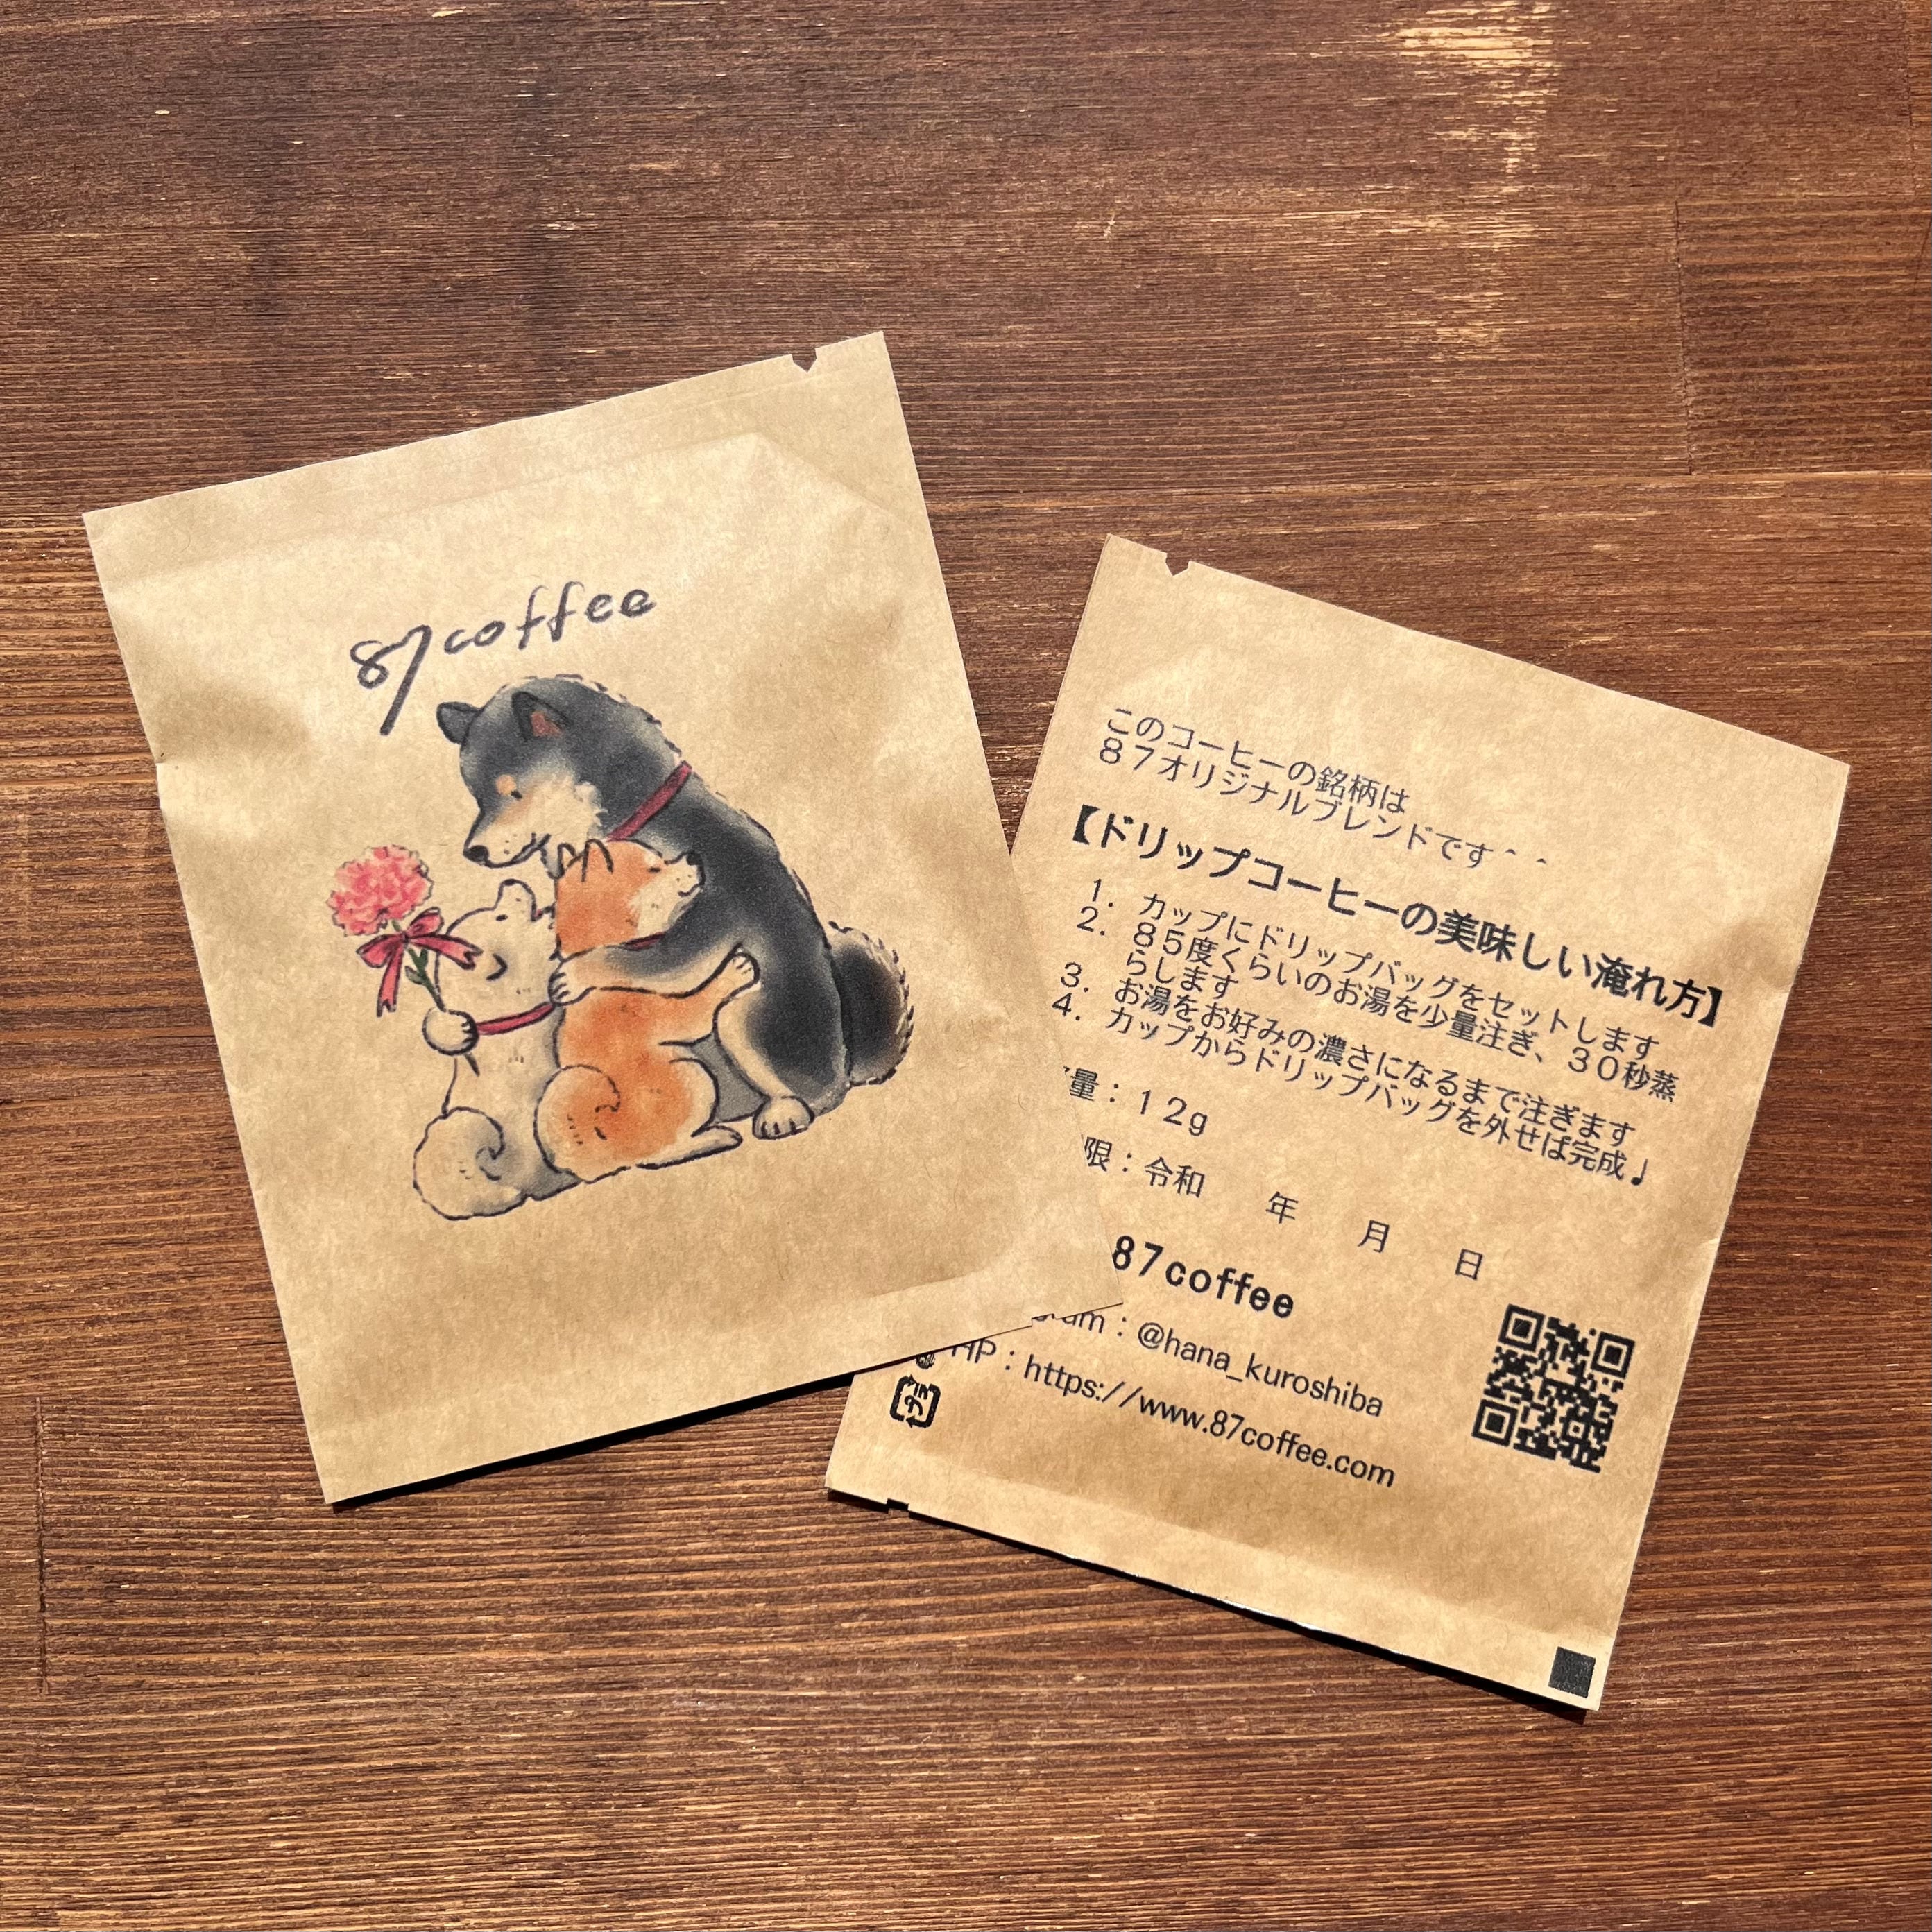 87coffee
このコーヒーの銘柄は
87オリジナルブレンドです＾＾
【ドリップコーヒーの美味しい淹れ方】
1. カップにドリップバッグをセットします
2. 85度くらいのお湯を少量注ぎ、30秒蒸
らします
3. お湯をお好みの濃さになるまで注ぎます
4. カップからドリップバッグを外せば完成♩
量：12g
限：令和　　年　　月　　日
87coffee
ram：@hana_kuroshiba
HP：https://www.87coffee.com
プラ